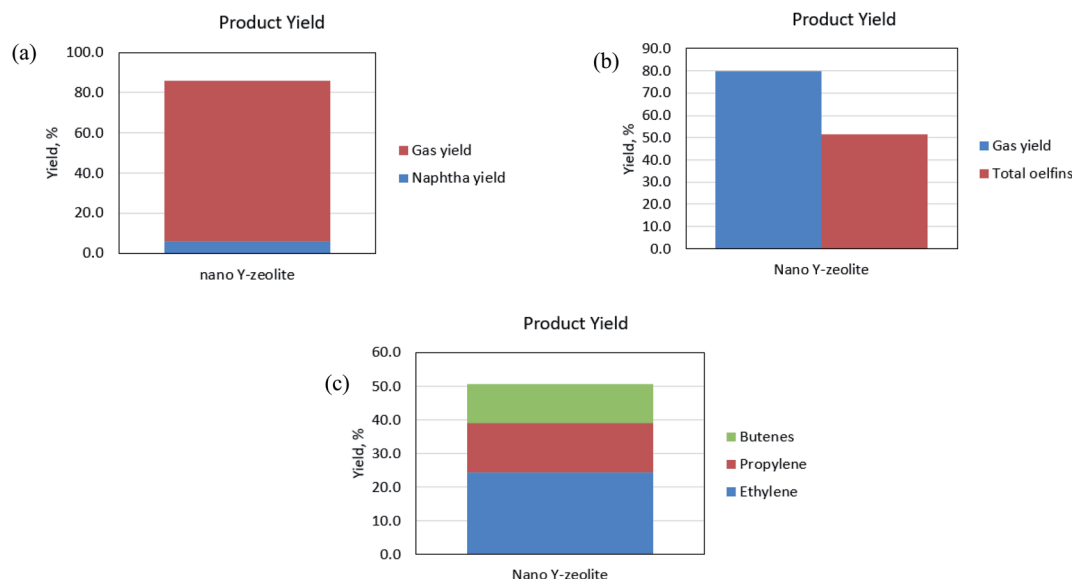 (a)
Product Yield
Yield, %
100.0
80.0
60.0
40.0
20.0
0.0
nano Y-zeolite
Gas yield
Naphtha yield
(b)
Product Yield
Yield, %
90.0
80.0
70.0
60.0
50.0
40.0
30.0
20.0
10.0
0.0
Nano Y-zeolite
Gas yield
Total oelfins
(c)
Product Yield
Yield, %
60.0
50.0
40.0
30.0
20.0
10.0
0.0
Nano Y-zeolite
Butenes
Propylene
Ethylene